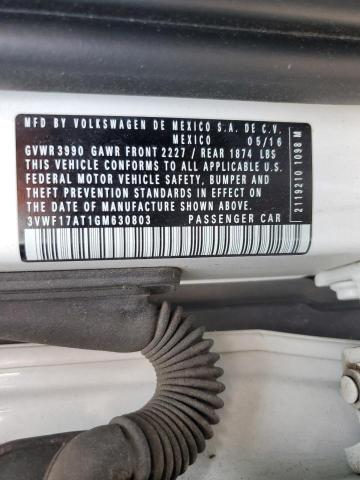 MFD BY VOLKSWAGEN DE MEXICO S.A. DE C.V.
MEXICO 05/16
GVWR 3990 GAWR FRONT 2227 / REAR 1874 LBS
THIS VEHICLE CONFORMS TO ALL APPLICABLE U.S.
FEDERAL MOTOR VEHICLE SAFETY, BUMPER AND
THEFT PREVENTION STANDARDS IN EFFECT ON THE
DATE OF MANUFACTURE SHOWN ABOVE.
3VWF17AT1GM630803 PASSENGER CAR
2119210 1098 M